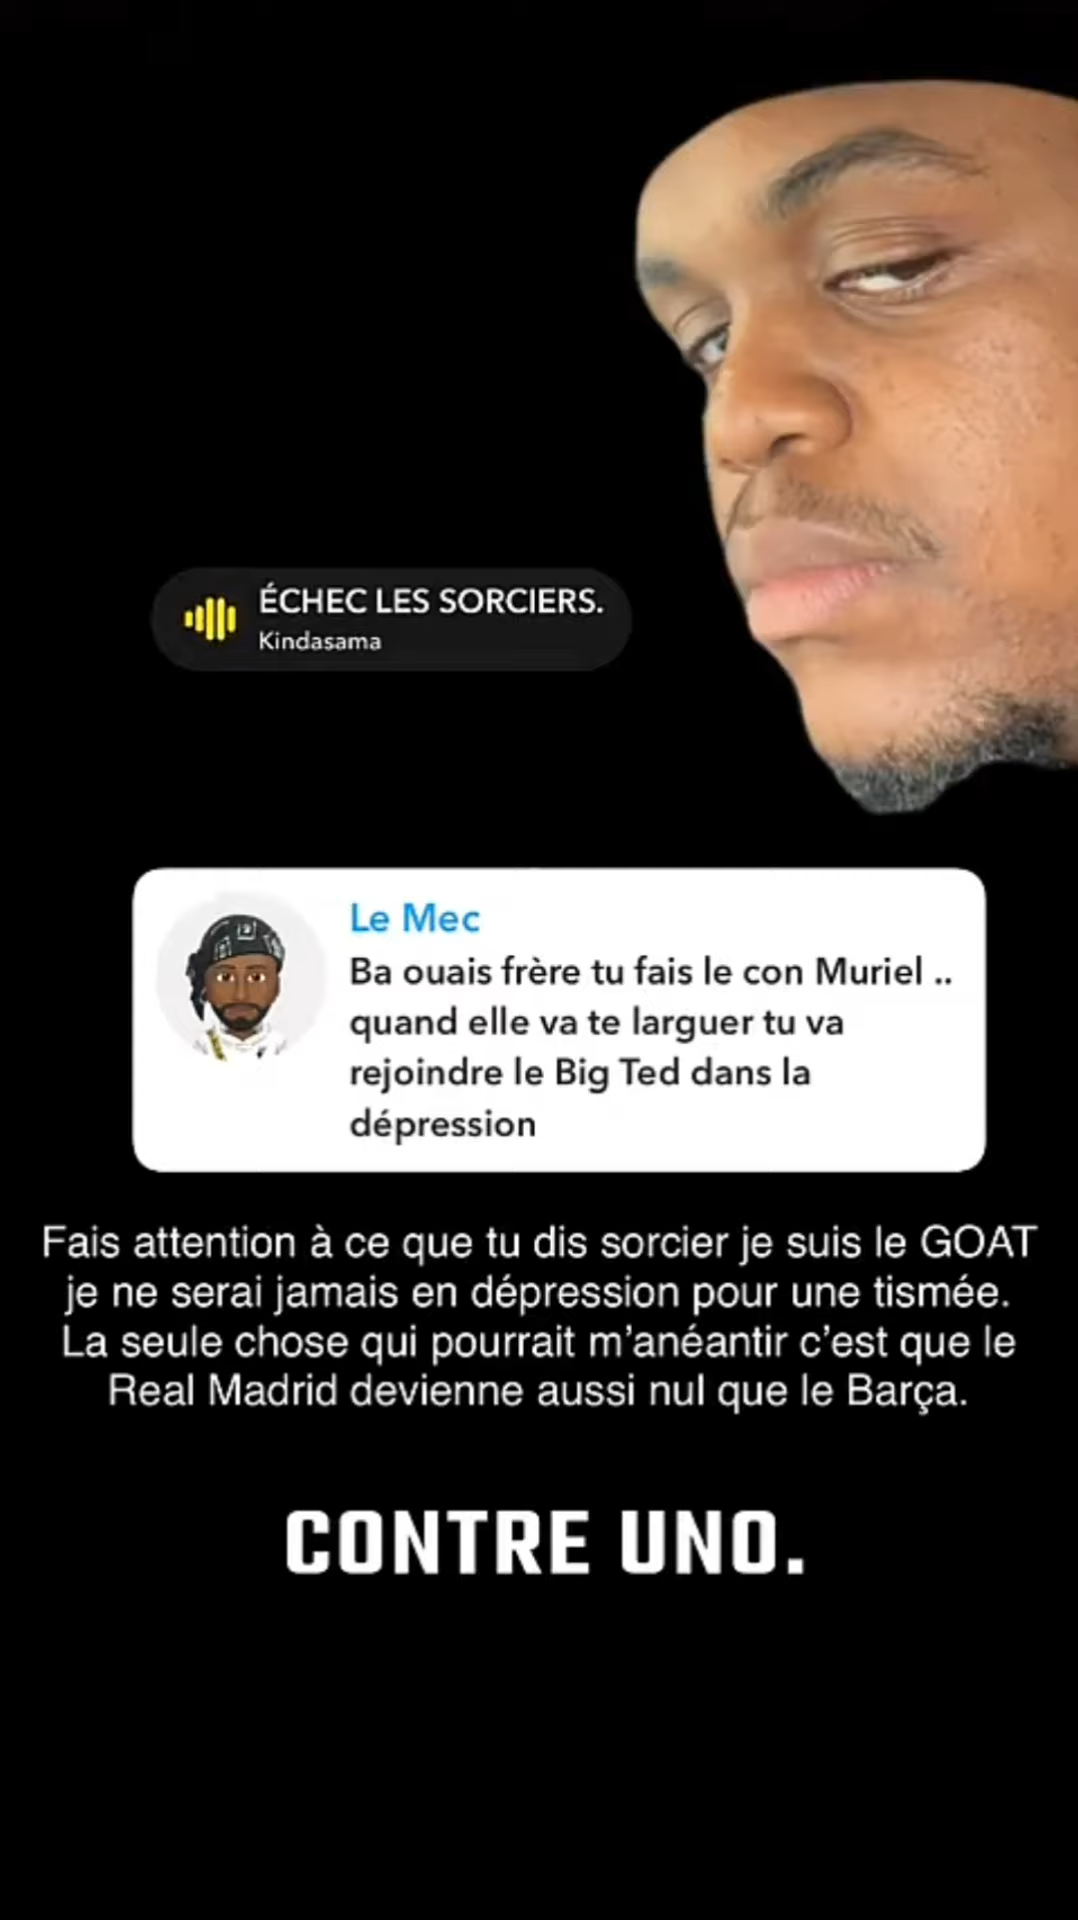 ÉCHEC LES SORCIERS.
Kindasama
Le Mec
Ba ouais frère tu fais le con Muriel ..
quand elle va te larguer tu va
rejoindre le Big Ted dans la
dépression
Fais attention à ce que tu dis sorcier je suis le GOAT
je ne serai jamais en dépression pour une tismée.
La seule chose qui pourrait m’anéantir c’est que le
Real Madrid devienne aussi nul que le Barça.
CONTRE UNO.